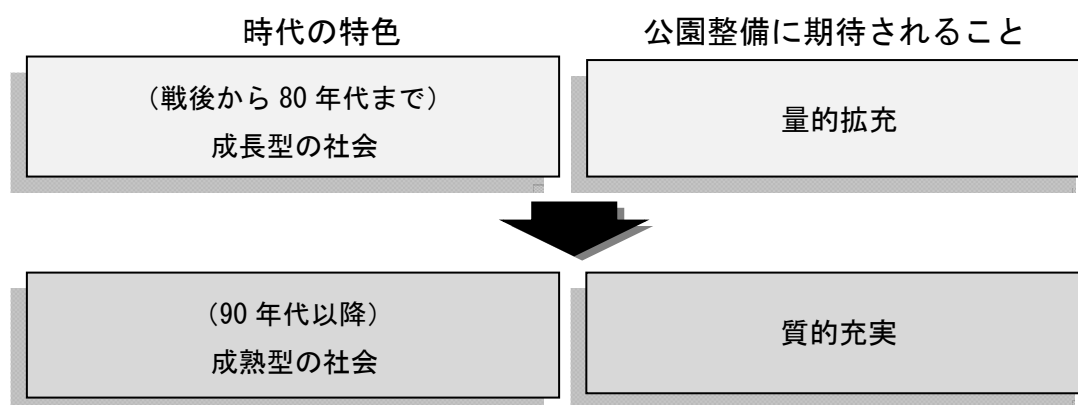 時代の特色
公園整備に期待されること
（戦後から 80 年代まで）
成長型の社会
量的拡充
（90 年代以降）
成熟型の社会
質的充実